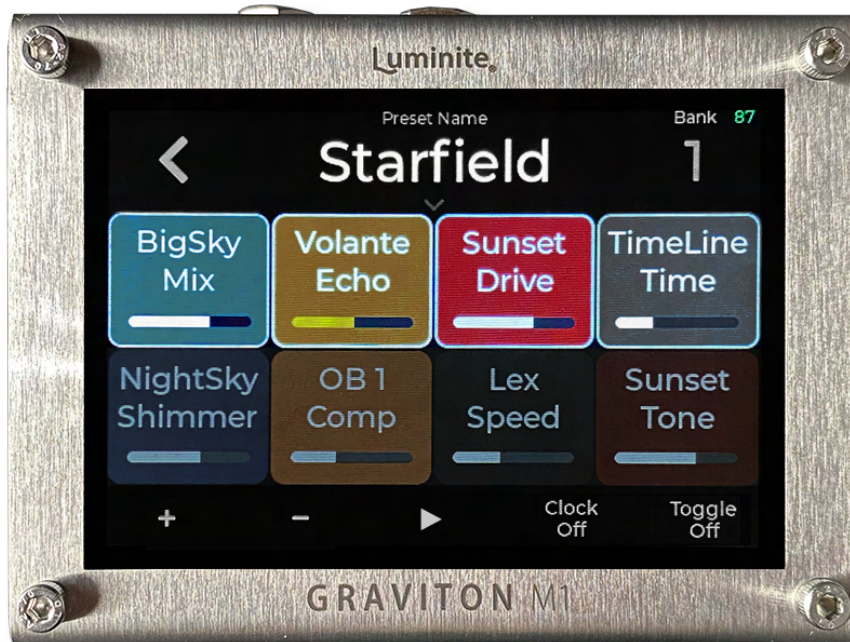 Luminite
Preset Name
Bank 87
Starfield
1
BigSky
Mix
Volante
Echo
Sunset
Drive
TimeLine
Time
NightSky
Shimmer
OB 1
Comp
Lex
Speed
Sunset
Tone
+
-
Clock
Off
Toggle
Off
GRAVITON M1